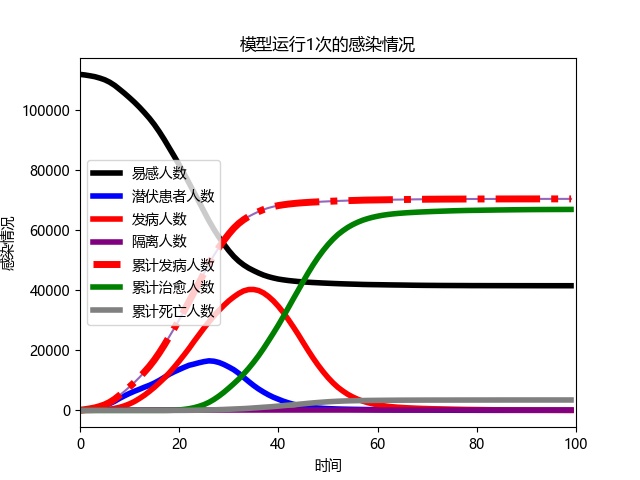 模型运行1次的感染情况
感染情况
100000
80000
60000
40000
20000
0
易感人数
潜伏患者人数
发病人数
隔离人数
累计发病人数
累计治愈人数
累计死亡人数
0 20 40 60 80 100
时间